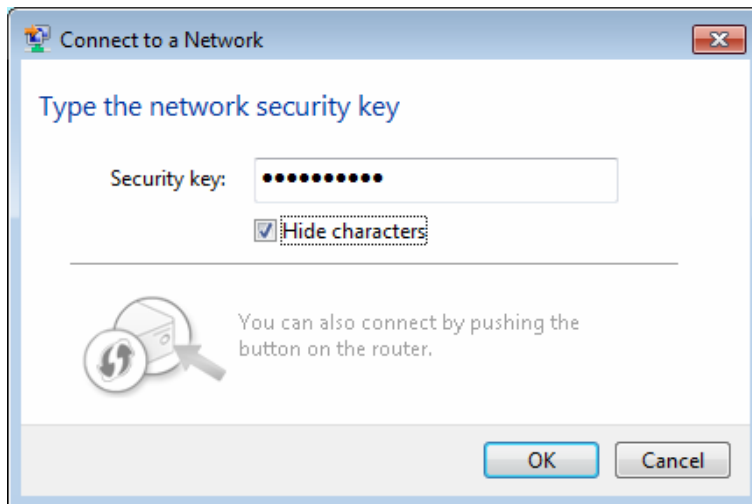 Connect to a Network
Type the network security key
Security key: ••••••••••
Hide characters
You can also connect by pushing the
button on the router.
OK Cancel